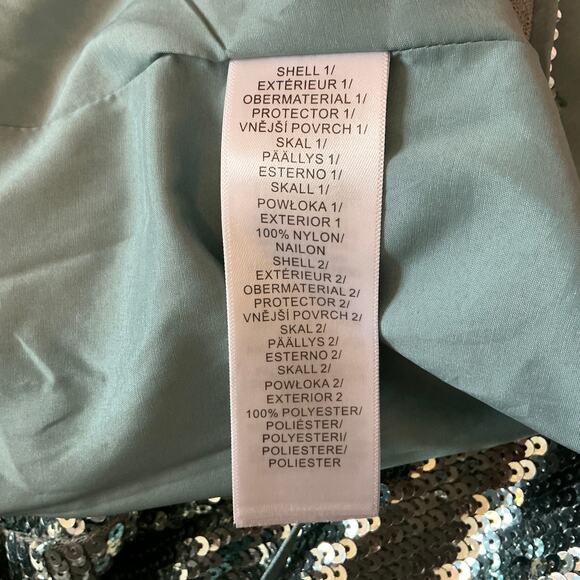 SHELL 1/
EXTÉRIEUR 1/
OBERMATERIAL 1/
PROTECTOR 1/
VNĚJŠÍ POVRCH 1/
SKAL 1/
PÄÄLLYS 1/
ESTERNO 1/
SKALL 1/
POWŁOKA 1/
EXTERIOR 1
100% NYLON/
NAILON
SHELL 2/
EXTÉRIEUR 2/
OBERMATERIAL 2/
PROTECTOR 2/
VNĚJŠÍ POVRCH 2/
SKAL 2/
PÄÄLLYS 2/
ESTERNO 2/
SKALL 2/
POWŁOKA 2/
EXTERIOR 2
100% POLYESTER/
POLIÉSTER/
POLYESTERI/
POLIESTERE/
POLIESTER